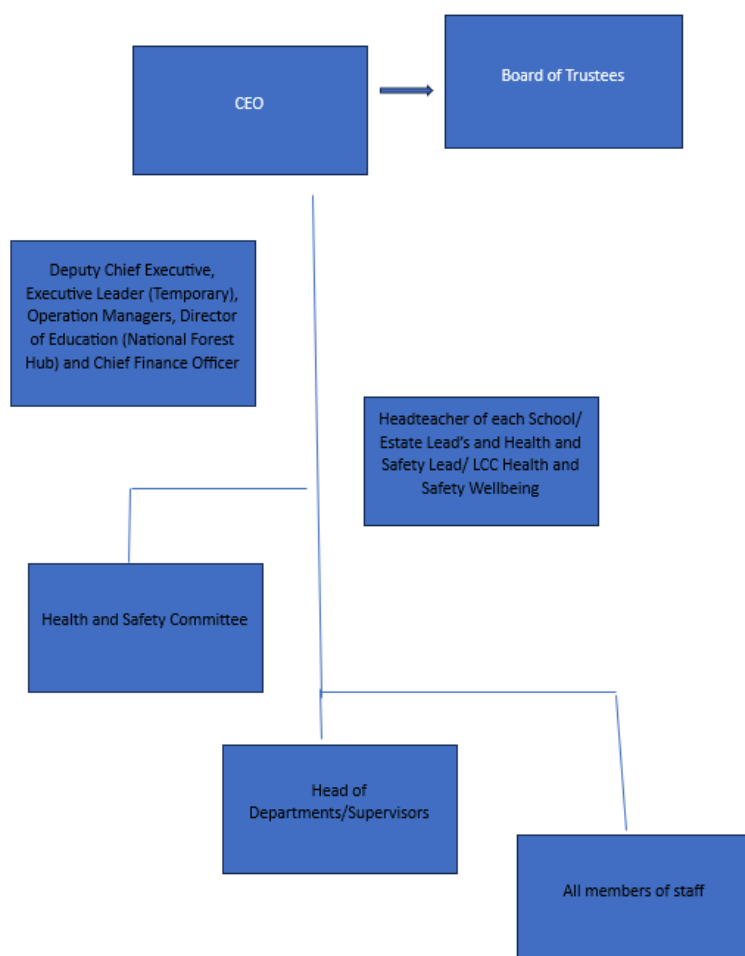 CEO
Board of Trustees
Deputy Chief Executive,
Executive Leader (Temporary),
Operation Managers, Director
of Education (National Forest
Hub) and Chief Finance Officer
Headteacher of each School/
Estate Lead's and Health and
Safety Lead/ LCC Health and
Safety Wellbeing
Health and Safety Committee
Head of
Departments/Supervisors
All members of staff